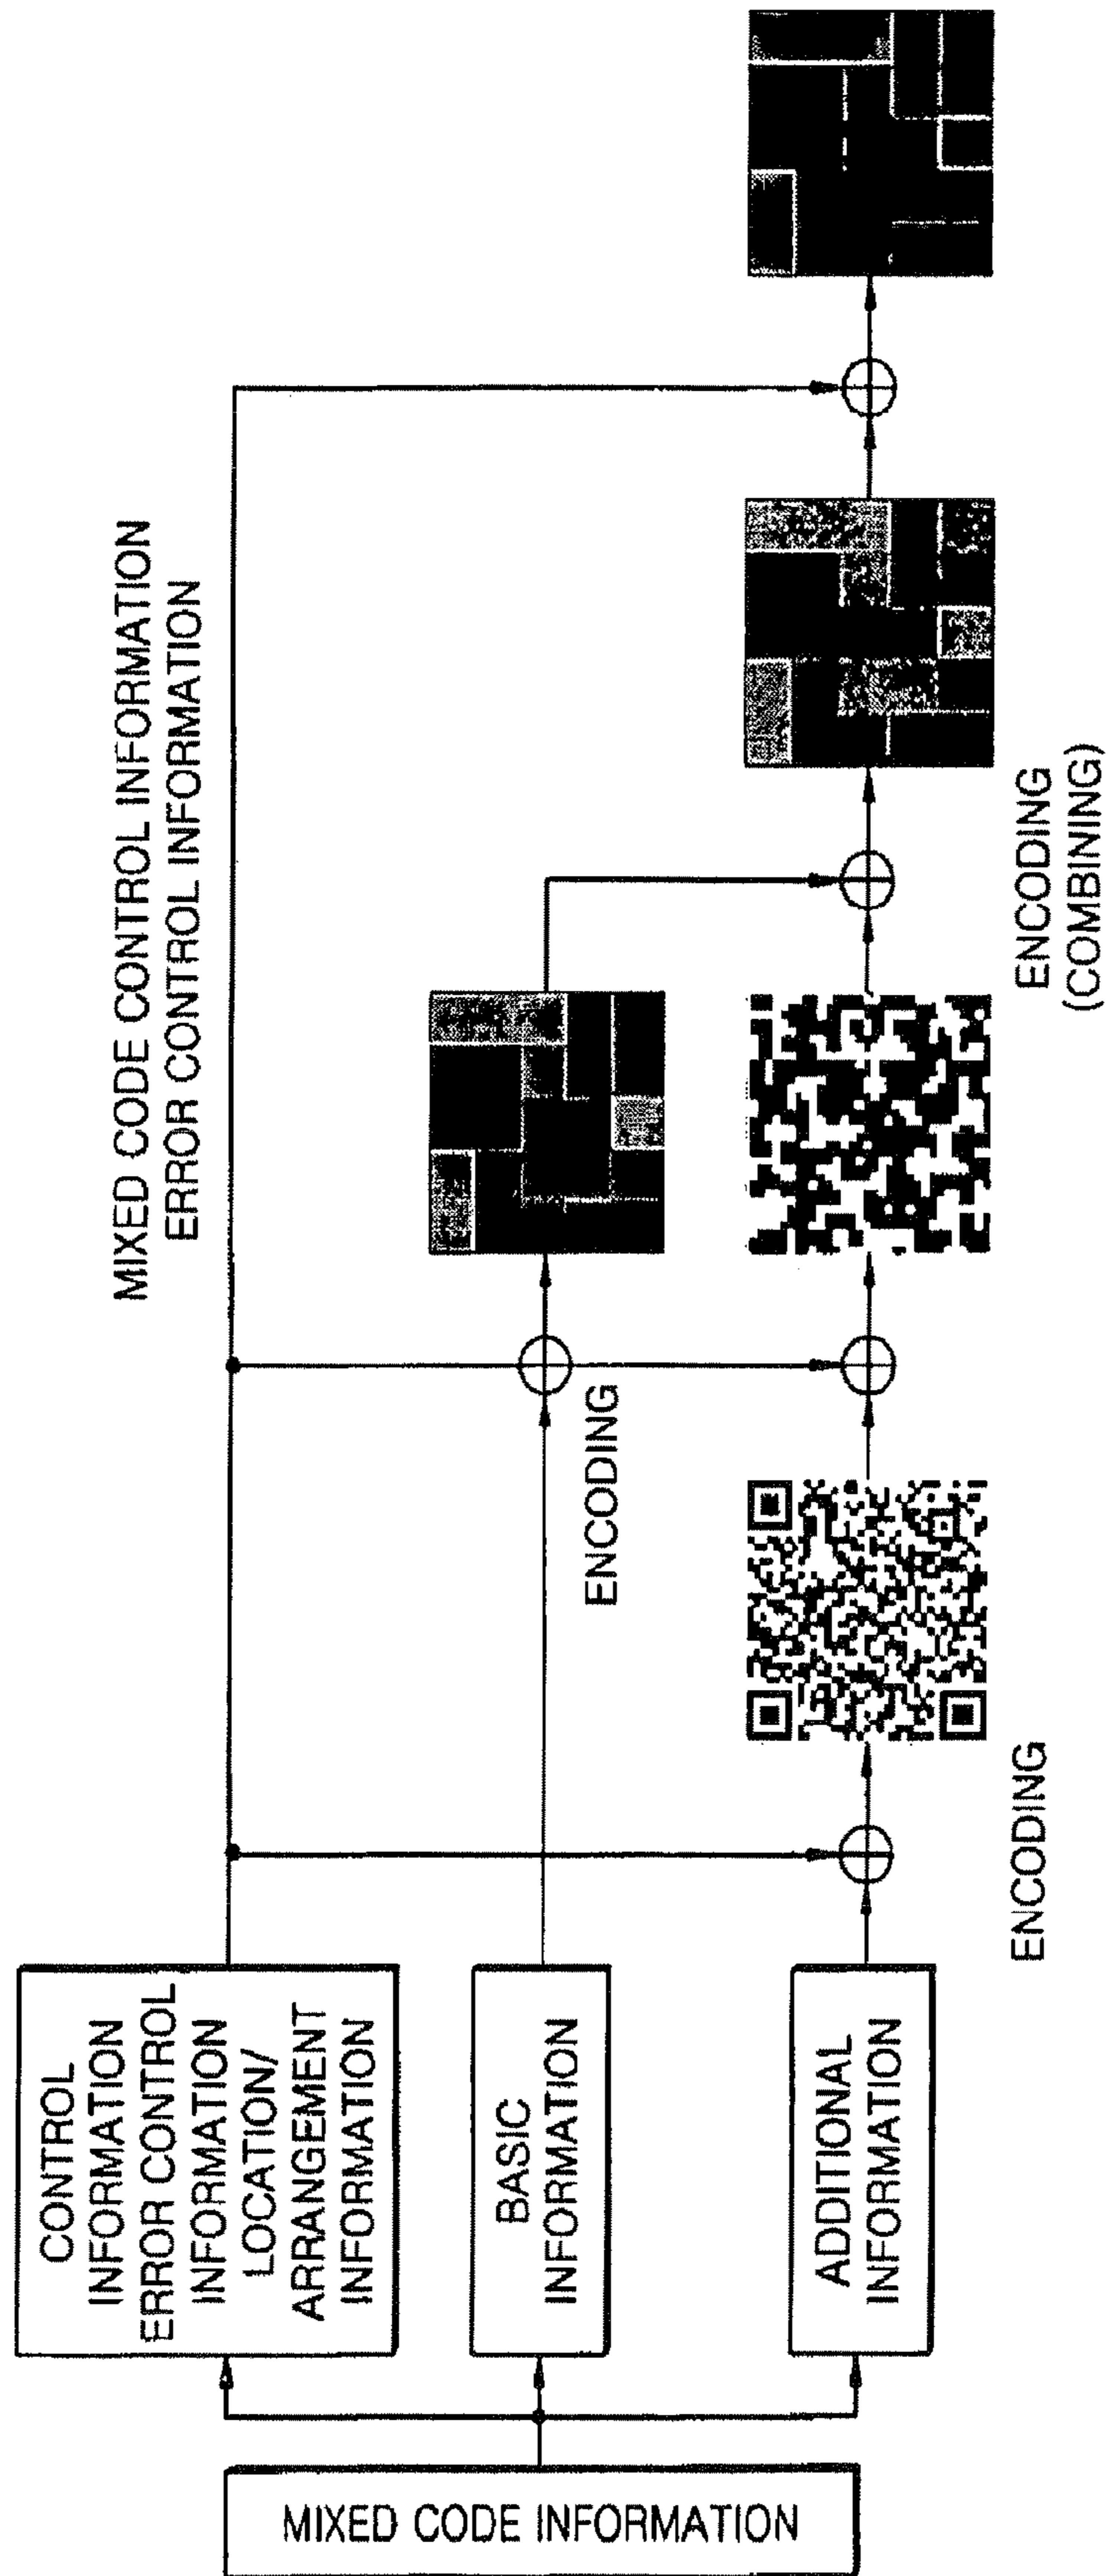 MIXED CODE INFORMATION
CONTROL
INFORMATION
ERROR CONTROL
INFORMATION
LOCATION/
ARRANGEMENT
INFORMATION
BASIC
INFORMATION
ADDITIONAL
INFORMATION
MIXED CODE CONTROL INFORMATION
ERROR CONTROL INFORMATION
ENCODING
ENCODING
ENCODING
(COMBINING)